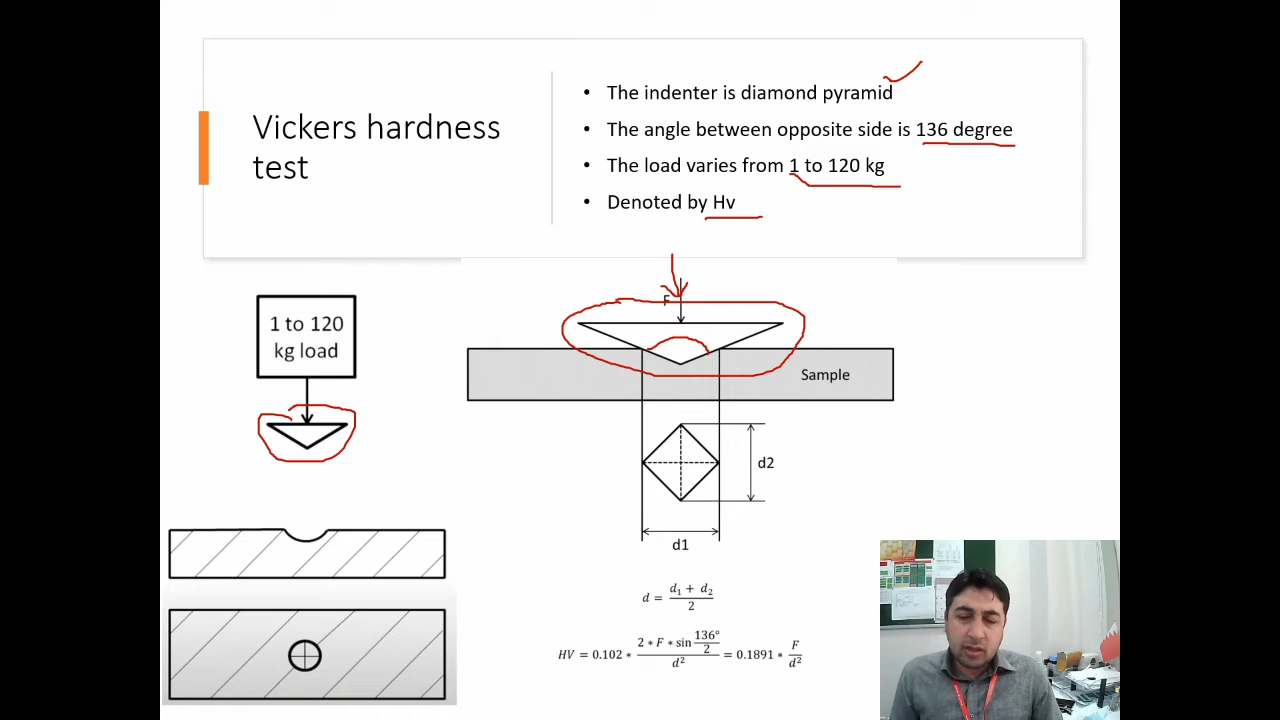 Vickers hardness
test
• The indenter is diamond pyramid
• The angle between opposite side is 136 degree
• The load varies from 1 to 120 kg
• Denoted by Hv
1 to 120
kg load
F
Sample
d2
d1
d = (d₁ + d₂)/2
HV = 0.102 * (2 * F * sin(136°/2))/d² = 0.1891 * F/d²